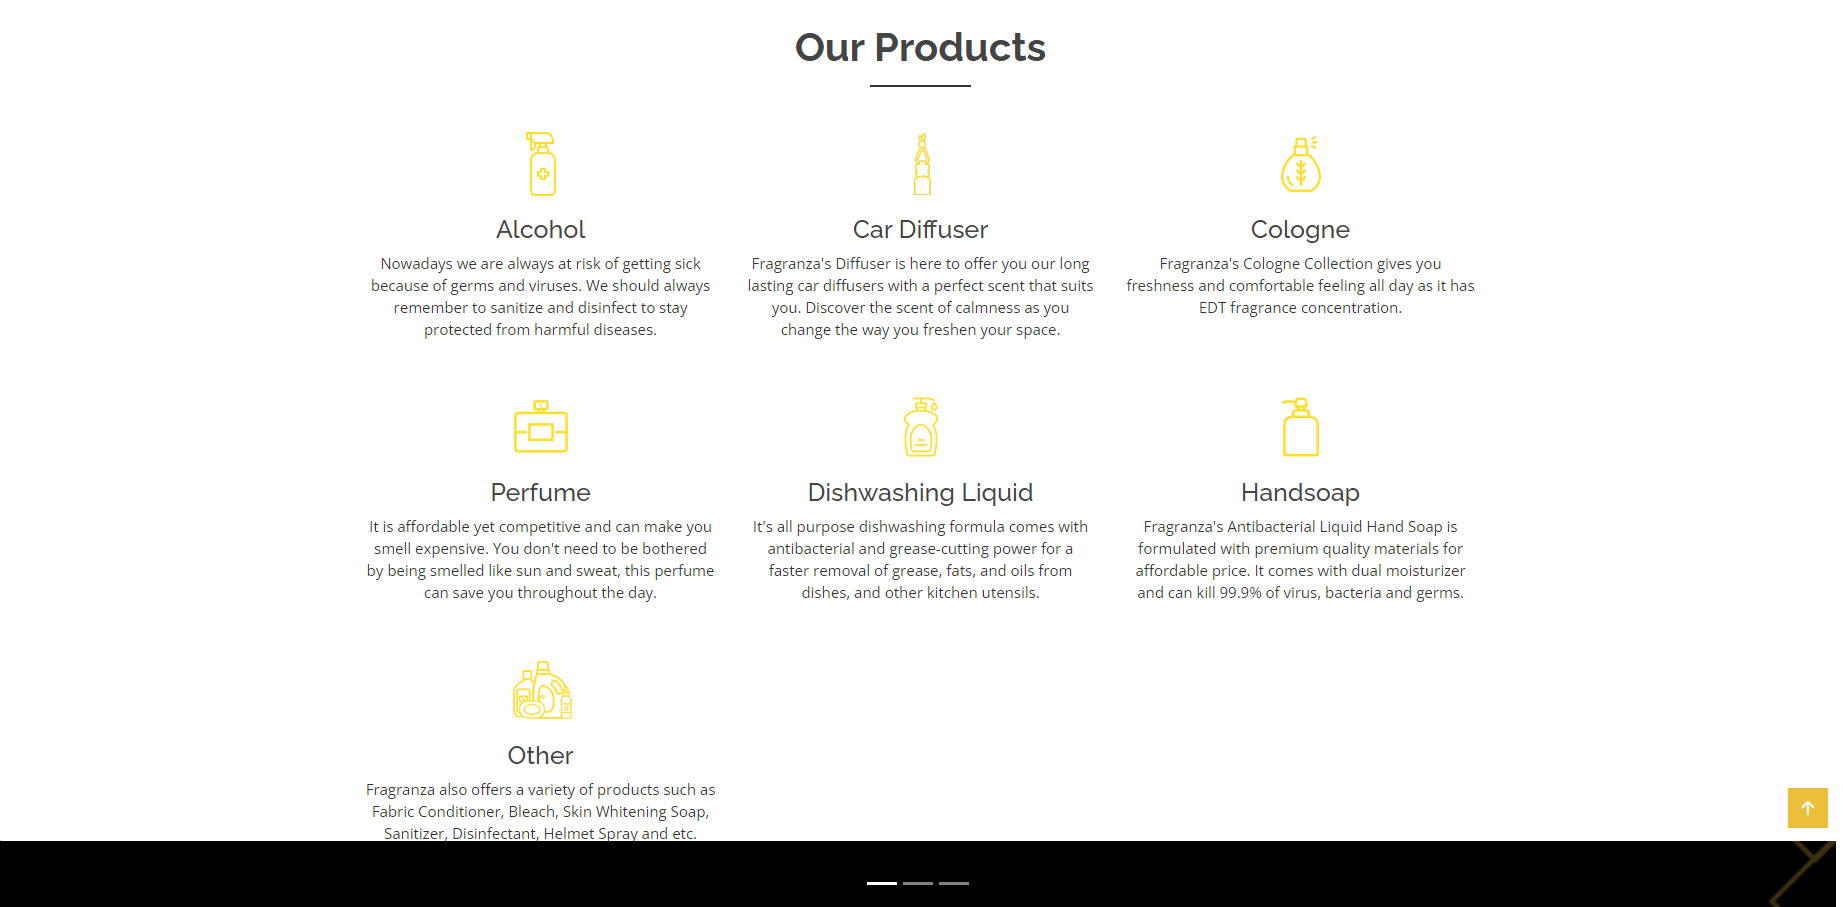 Our Products
Alcohol
Nowadays we are always at risk of getting sick
because of germs and viruses. We should always
remember to sanitize and disinfect to stay
protected from harmful diseases.
Car Diffuser
Fragranza's Diffuser is here to offer you our long
lasting car diffusers with a perfect scent that suits
you. Discover the scent of calmness as you
change the way you freshen your space.
Cologne
Fragranza's Cologne Collection gives you
freshness and comfortable feeling all day as it has
EDT fragrance concentration.
Perfume
It is affordable yet competitive and can make you
smell expensive. You don't need to be bothered
by being smelled like sun and sweat, this perfume
can save you throughout the day.
Dishwashing Liquid
It's all purpose dishwashing formula comes with
antibacterial and grease-cutting power for a
faster removal of grease, fats, and oils from
dishes, and other kitchen utensils.
Handsoap
Fragranza's Antibacterial Liquid Hand Soap is
formulated with premium quality materials for
affordable price. It comes with dual moisturizer
and can kill 99.9% of virus, bacteria and germs.
Other
Fragranza also offers a variety of products such as
Fabric Conditioner, Bleach, Skin Whitening Soap,
Sanitizer, Disinfectant, Helmet Spray and etc.